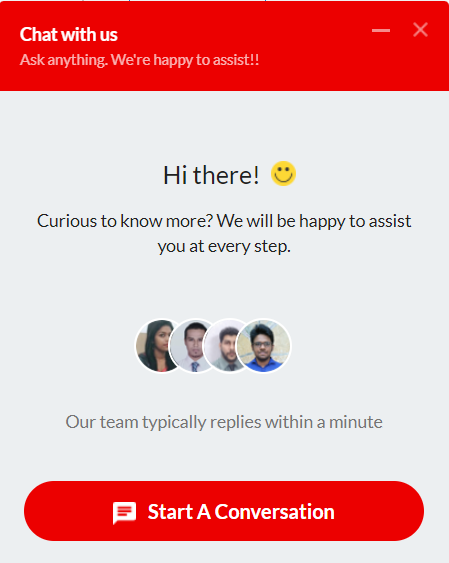 Chat with us
Ask anything. We're happy to assist!!
Hi there!
Curious to know more? We will be happy to assist
you at every step.
Our team typically replies within a minute
Start A Conversation